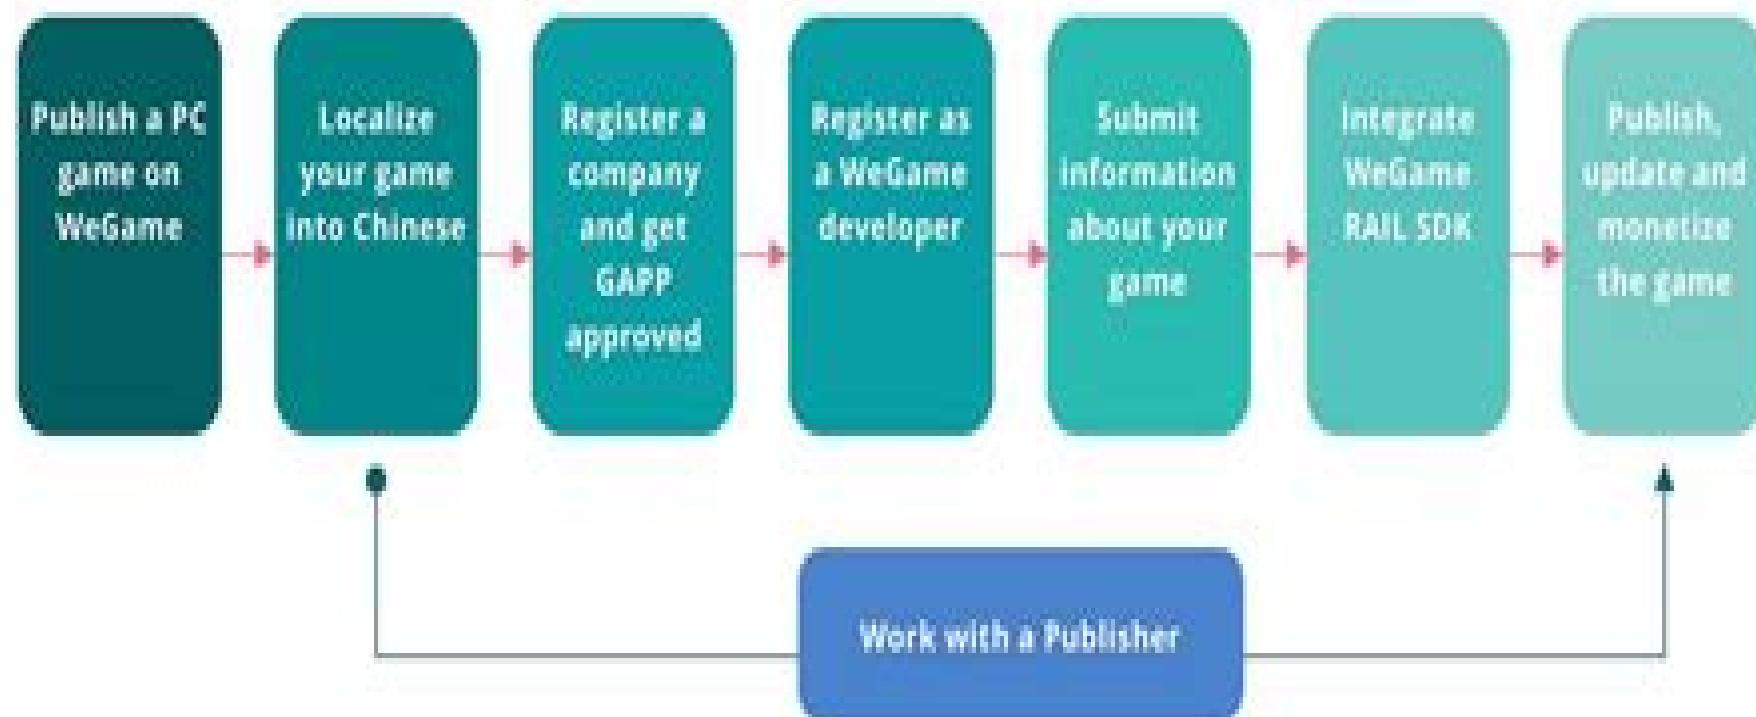 Publish a PC
game on
WeGame
Localize
your game
into Chinese
Register a
company
and get
GAPP
approved
Register as
a WeGame
developer
Submit
information
about your
game
Integrate
WeGame
RAIL SDK
Publish,
update and
monetize
the game
Work with a Publisher